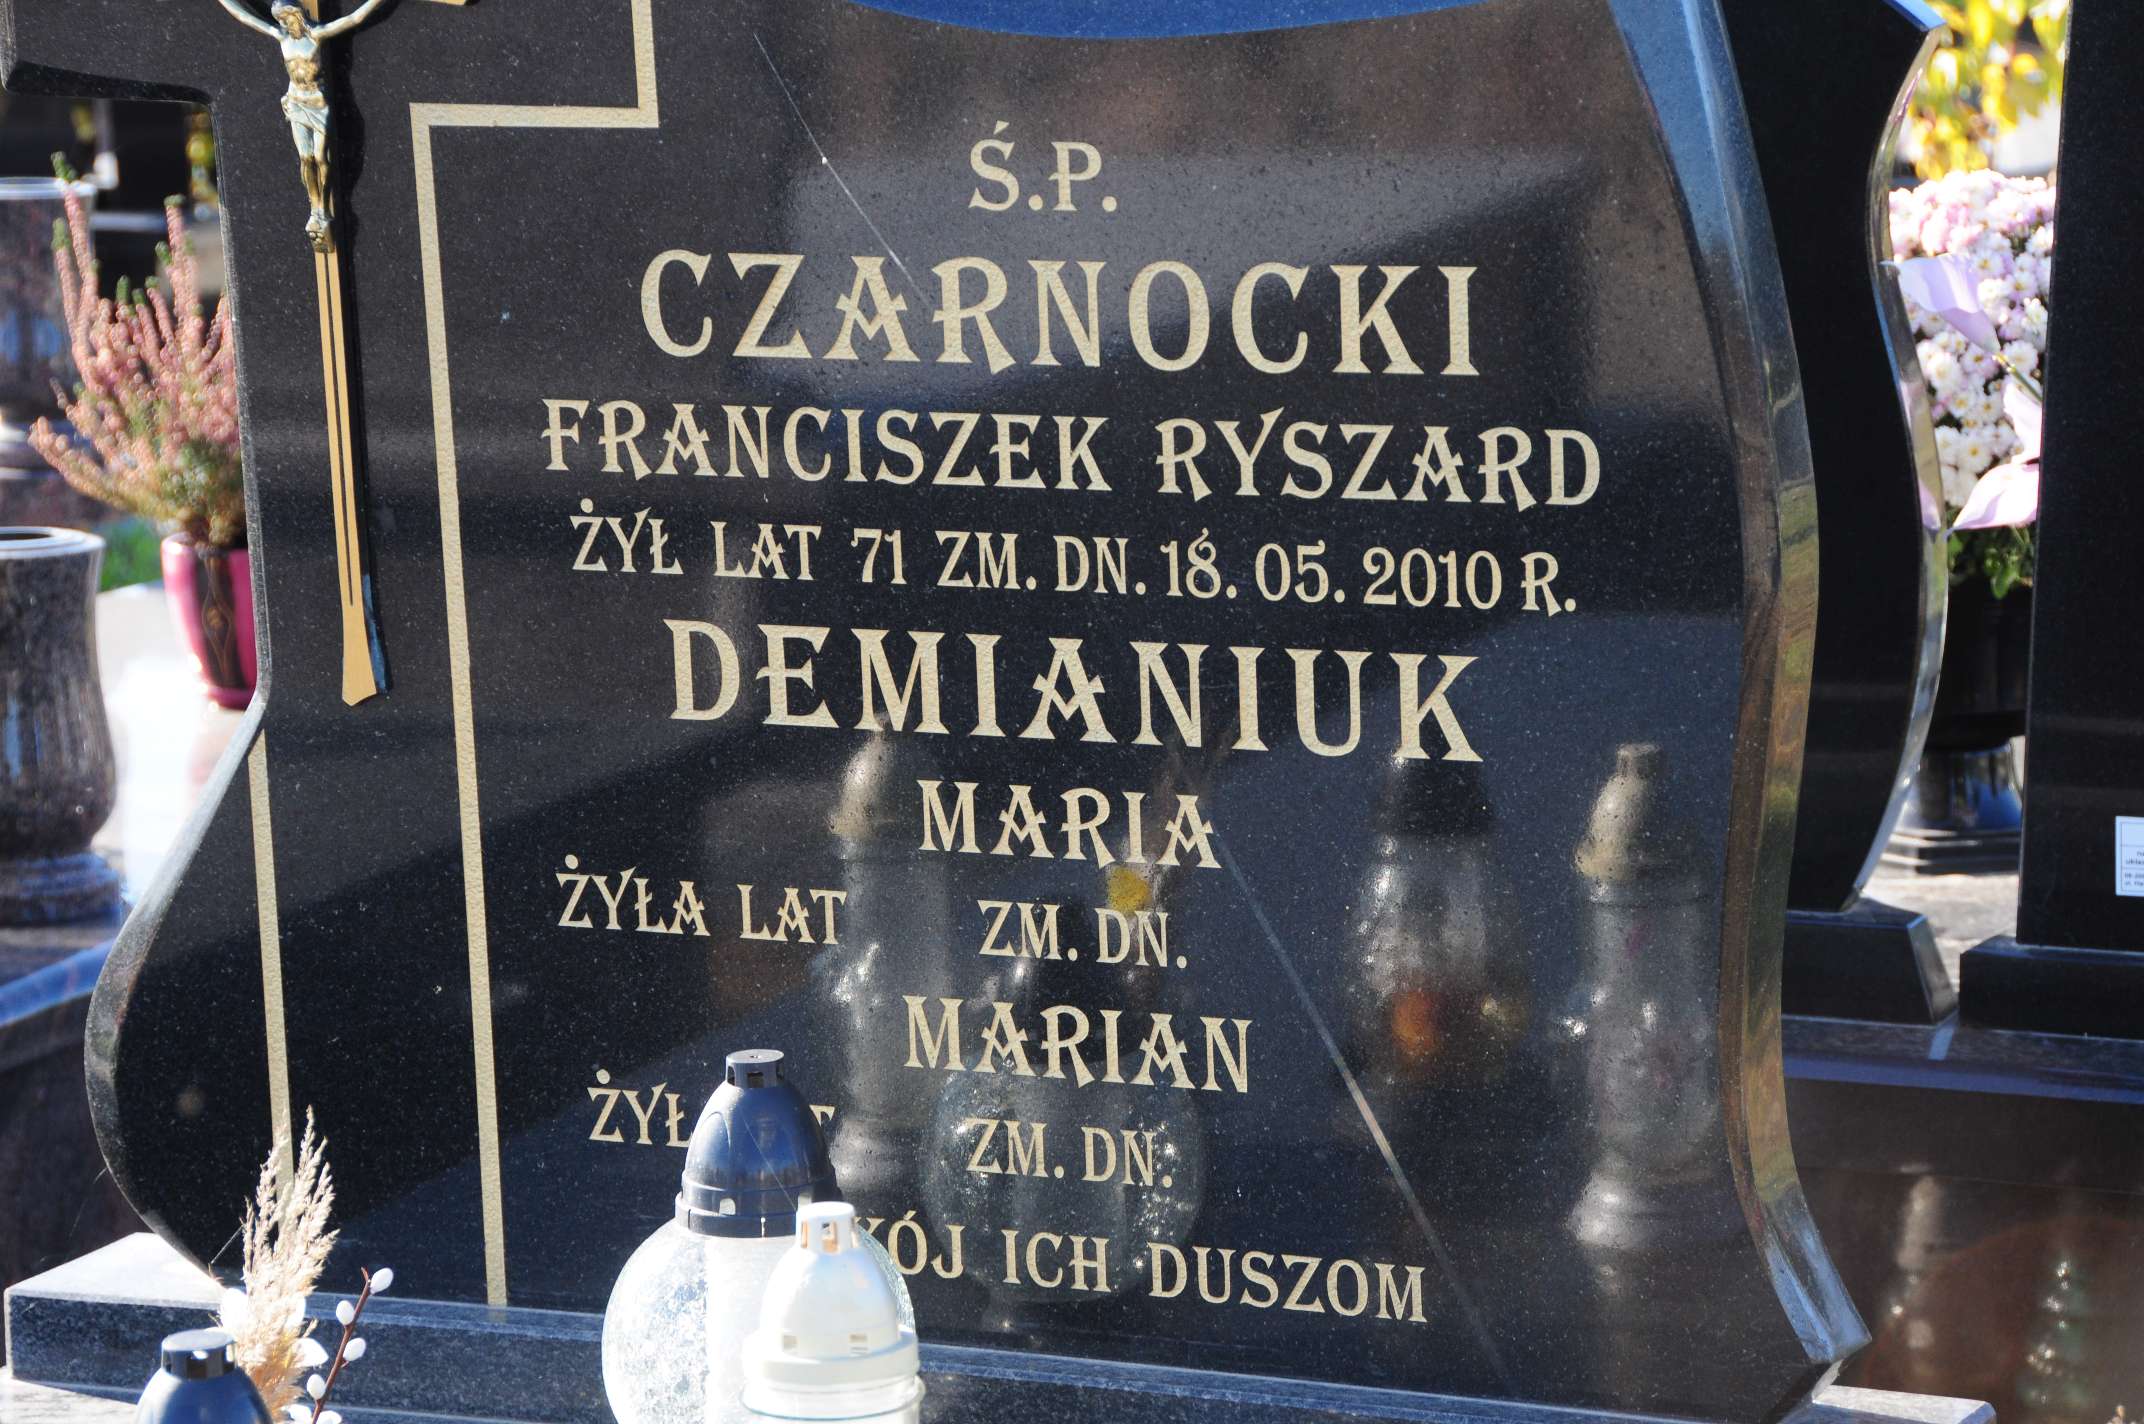 Ś.P.
CZARNOCKI
FRANCISZEK RYSZARD
ŻYŁ LAT 71 ZM. DN. 18. 05. 2010 R.
DEMIANIUK
MARIA
ŻYŁA LAT ZM. DN.
MARIAN
ŻYŁ ZM. DN.
ICH DUSZOM